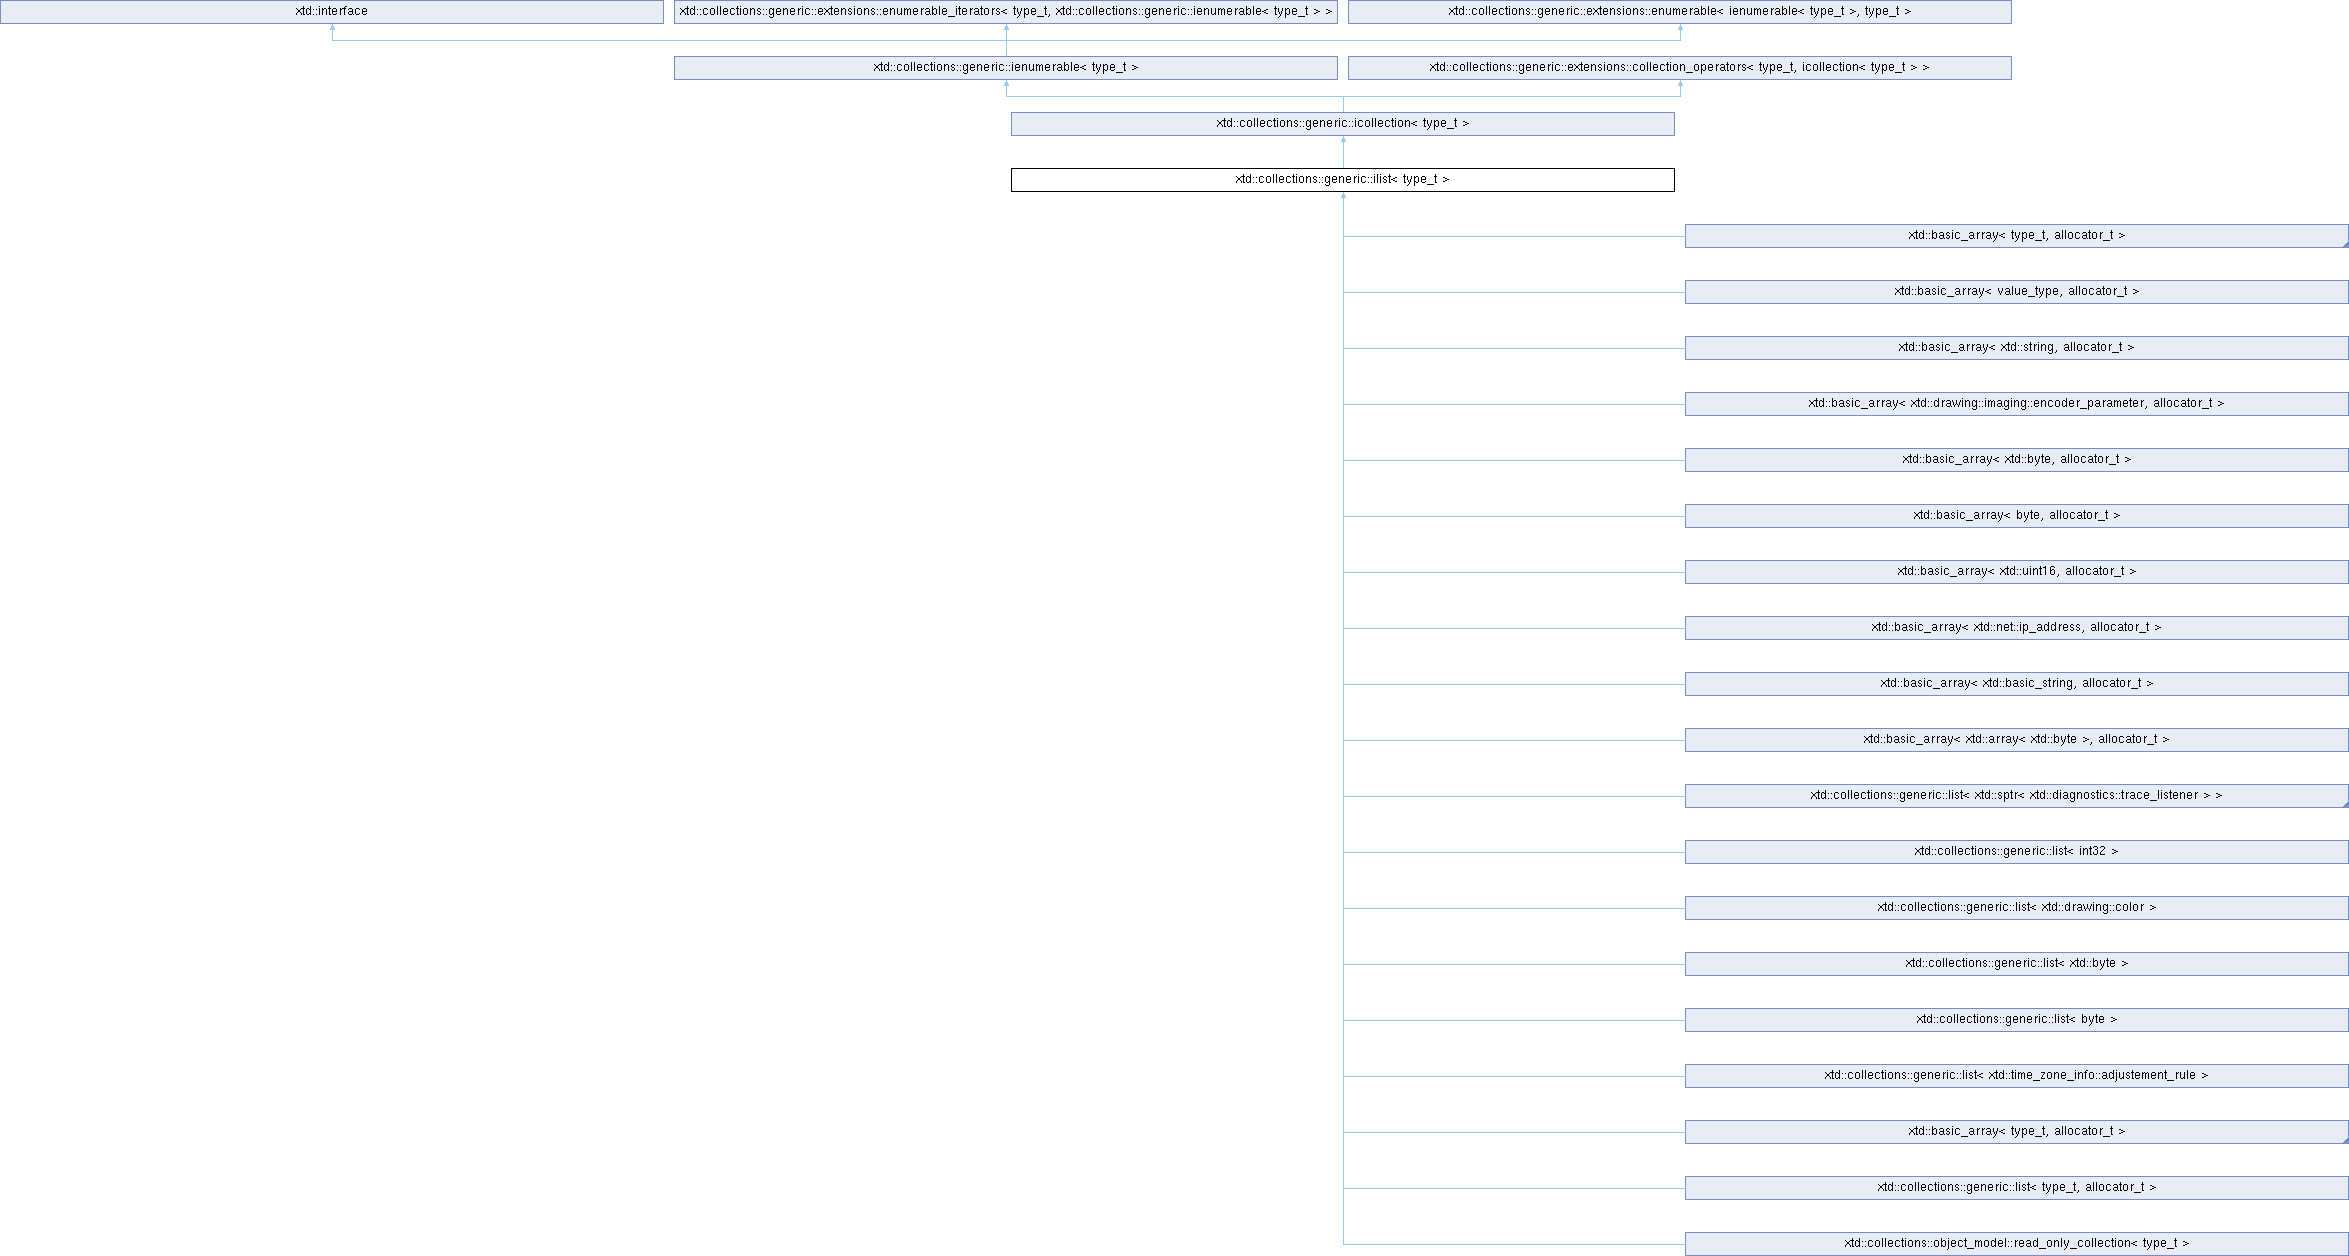 xtd::interface
xtd::collections::generic::extensions::enumerable_iterators< type_t, xtd::collections::generic::ienumerable< type_t > >
xtd::collections::generic::extensions::enumerable< ienumerable< type_t >, type_t >
xtd::collections::generic::ienumerable< type_t >
xtd::collections::generic::extensions::collection_operators< type_t, icollection< type_t > >
xtd::collections::generic::icollection< type_t >
xtd::collections::generic::ilist< type_t >
xtd::basic_array< type_t, allocator_t >
xtd::basic_array< value_type, allocator_t >
xtd::basic_array< xtd::string, allocator_t >
xtd::basic_array< xtd::drawing::imaging::encoder_parameter, allocator_t >
xtd::basic_array< xtd::byte, allocator_t >
xtd::basic_array< byte, allocator_t >
xtd::basic_array< xtd::uint16, allocator_t >
xtd::basic_array< xtd::net::ip_address, allocator_t >
xtd::basic_array< xtd::basic_string, allocator_t >
xtd::basic_array< xtd::array< xtd::byte >, allocator_t >
xtd::collections::generic::list< xtd::sptr< xtd::diagnostics::trace_listener > >
xtd::collections::generic::list< int32 >
xtd::collections::generic::list< xtd::drawing::color >
xtd::collections::generic::list< xtd::byte >
xtd::collections::generic::list< byte >
xtd::collections::generic::list< xtd::time_zone_info::adjustement_rule >
xtd::basic_array< type_t, allocator_t >
xtd::collections::generic::list< type_t, allocator_t >
xtd::collections::object_model::read_only_collection< type_t >